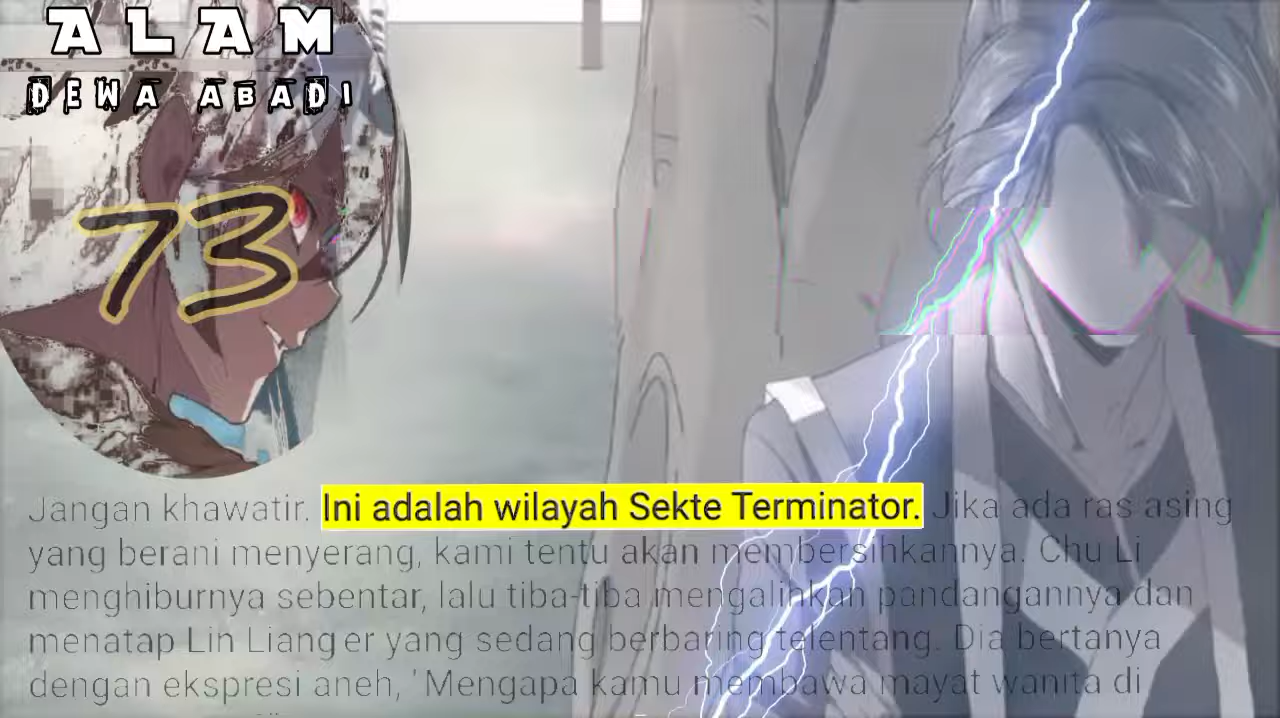 ALAM
DEWA ABADI
73
Jangan khawatir. Ini adalah wilayah Sekte Terminator. Jika ada ras asing
yang berani menyerang, kami tentu akan membersihkannya. Chu Li
menghiburnya sebentar, lalu tiba-tiba mengalihkan pandangannya dan
menatap Lin Liang er yang sedang berbaring telentang. Dia bertanya
dengan ekspresi aneh, 'Mengapa kamu membawa mayat wanita di